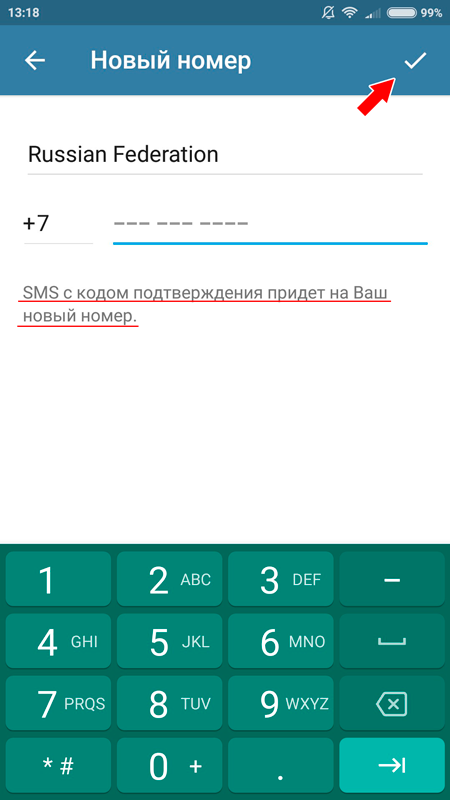 13:18 99%
Новый номер
Russian Federation
+7 --- --- ----
SMS с кодом подтверждения придет на Ваш
новый номер.
1 2 ABC 3 DEF –
4 GHI 5 JKL 6 MNO
7 PRQS 8 TUV 9 WXYZ
* # 0 + .